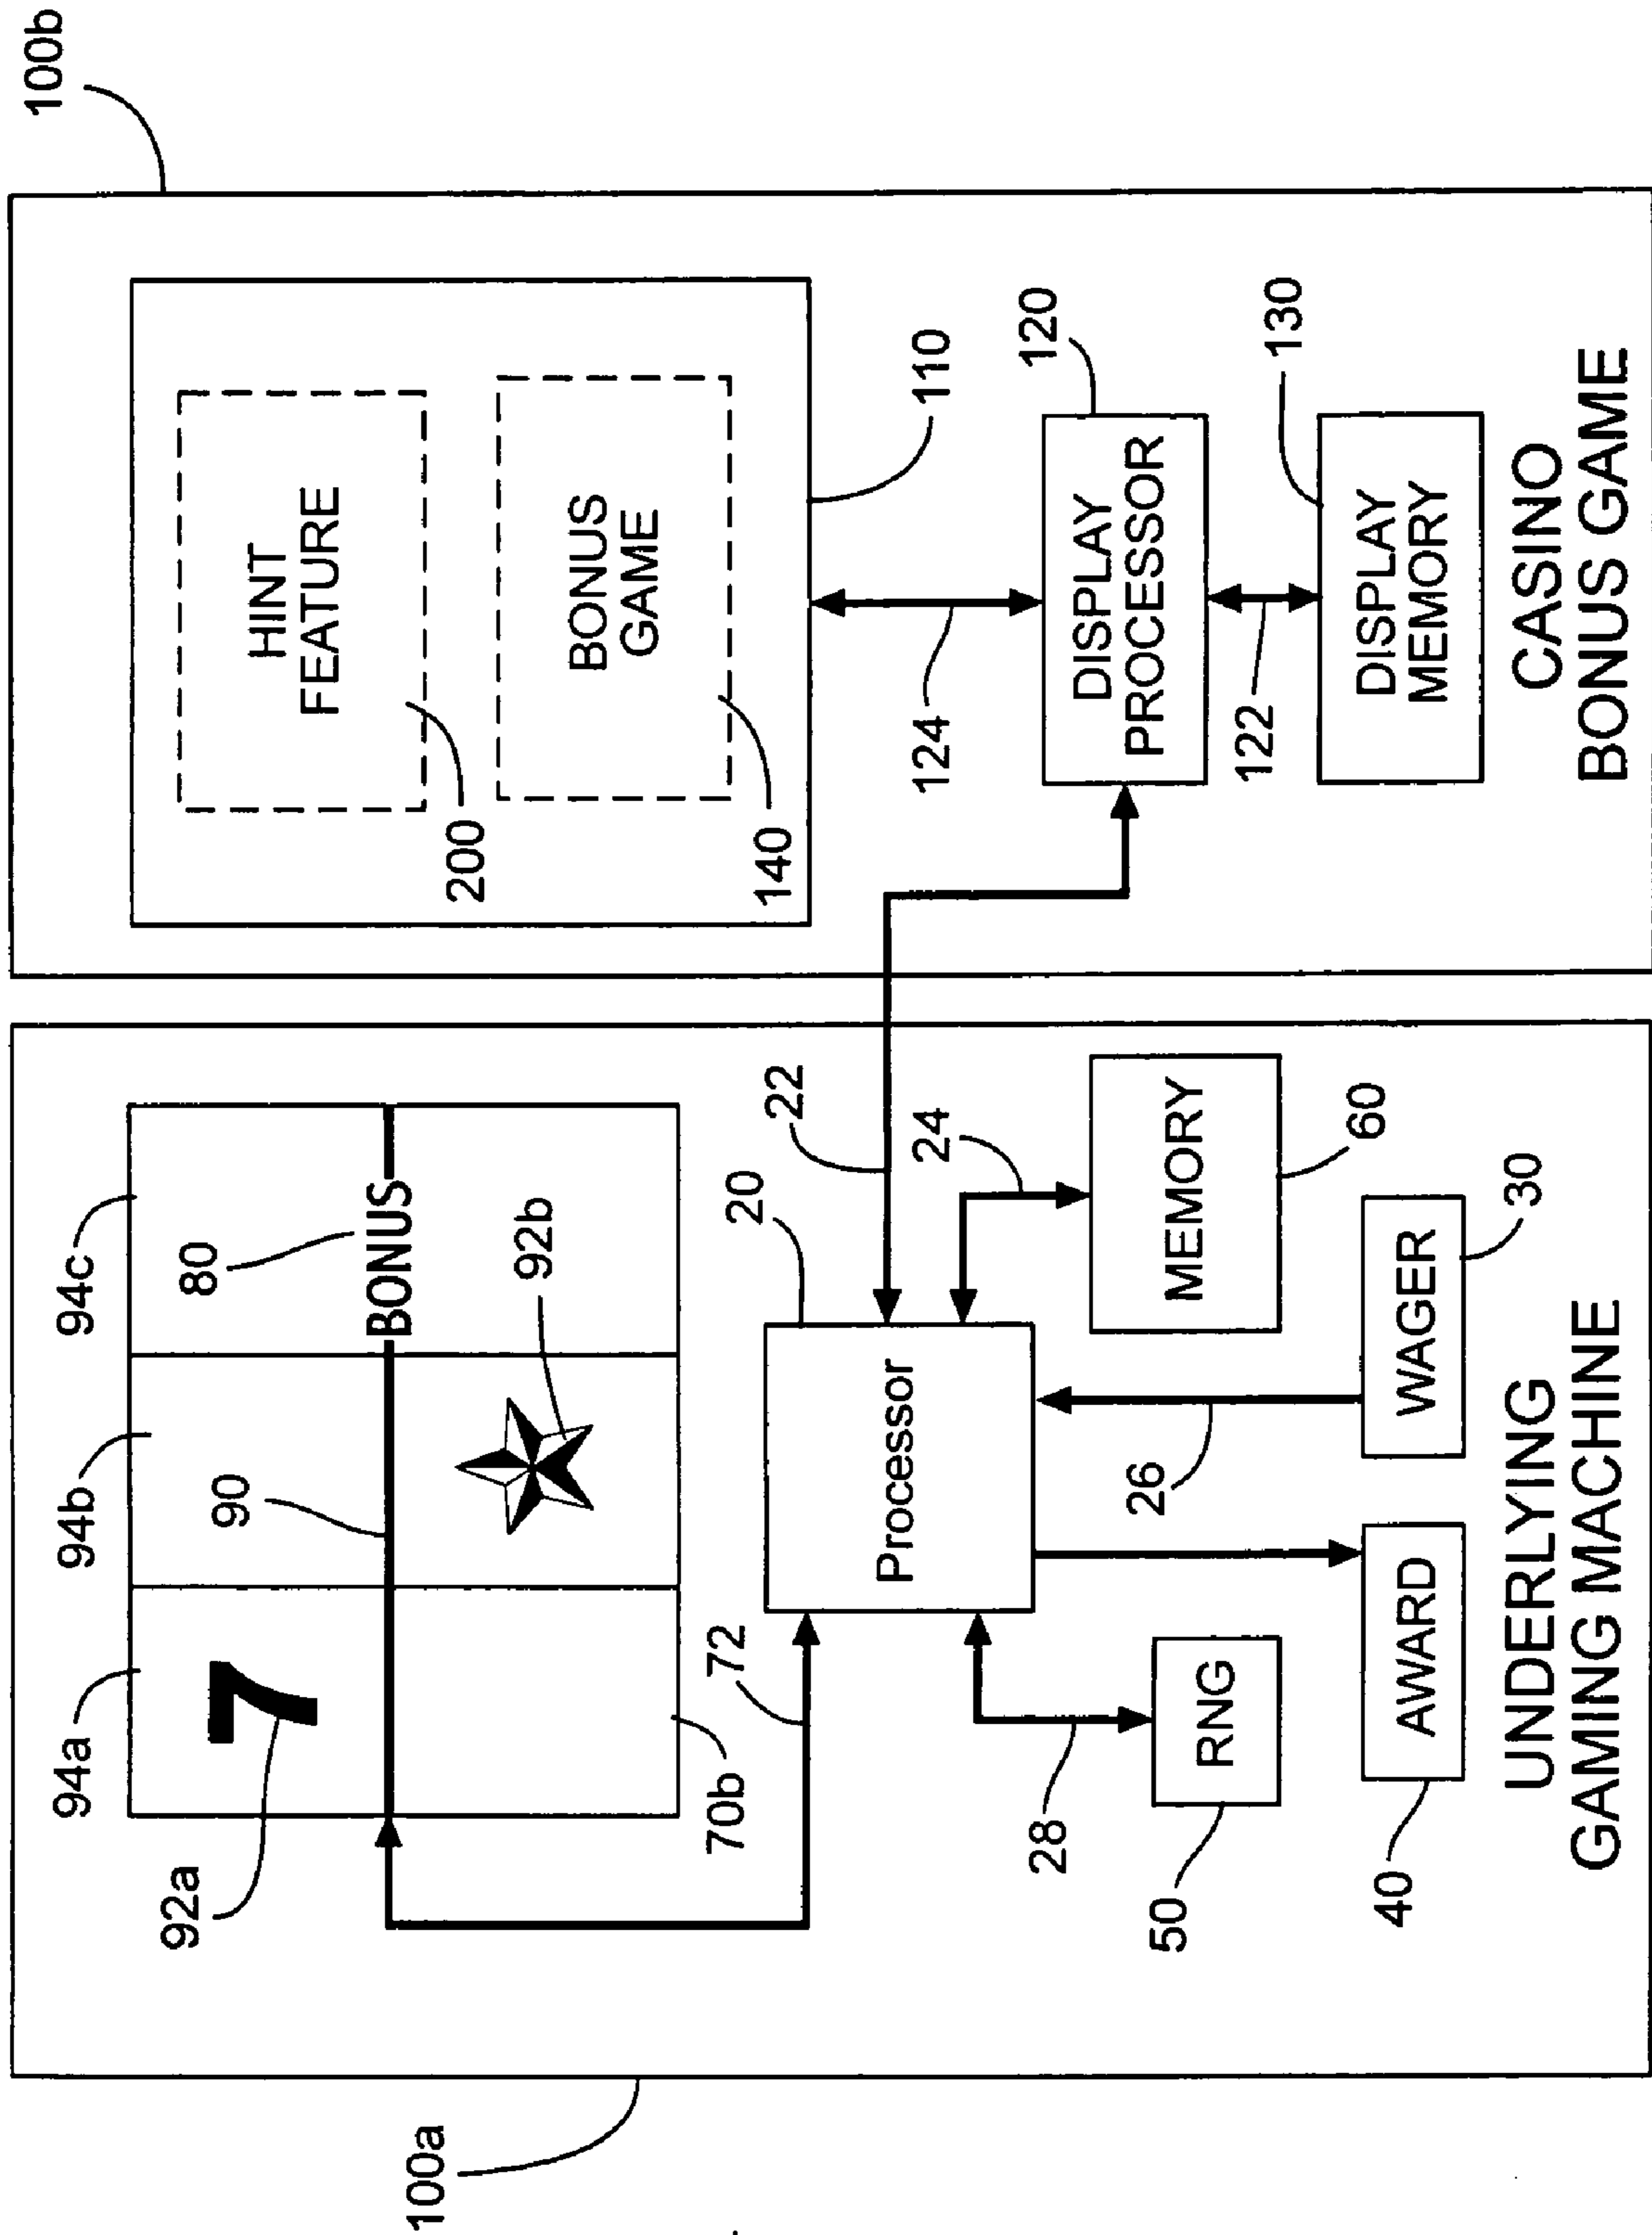 94a
94b
94c
92a
7
90
80
BONUS
92b
70b
72
20
22
Processor
24
28
RNG
50
26
MEMORY
60
AWARD
40
WAGER
30
UNDERLYING
GAMING MACHINE
100a
100b
HINT
FEATURE
200
BONUS
GAME
140
110
124
120
DISPLAY
PROCESSOR
122
130
DISPLAY
MEMORY
CASINO
BONUS GAME